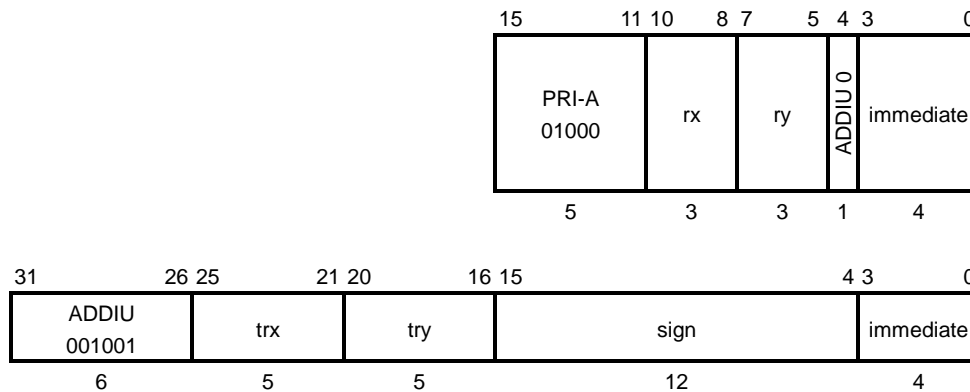 15 11 10 8 7 5 4 3 0
PRI-A
01000
rx
ry
ADDIU 0
immediate
5 3 3 1 4
31 26 25 21 20 16 15 4 3 0
ADDIU
001001
trx
try
sign
immediate
6 5 5 12 4